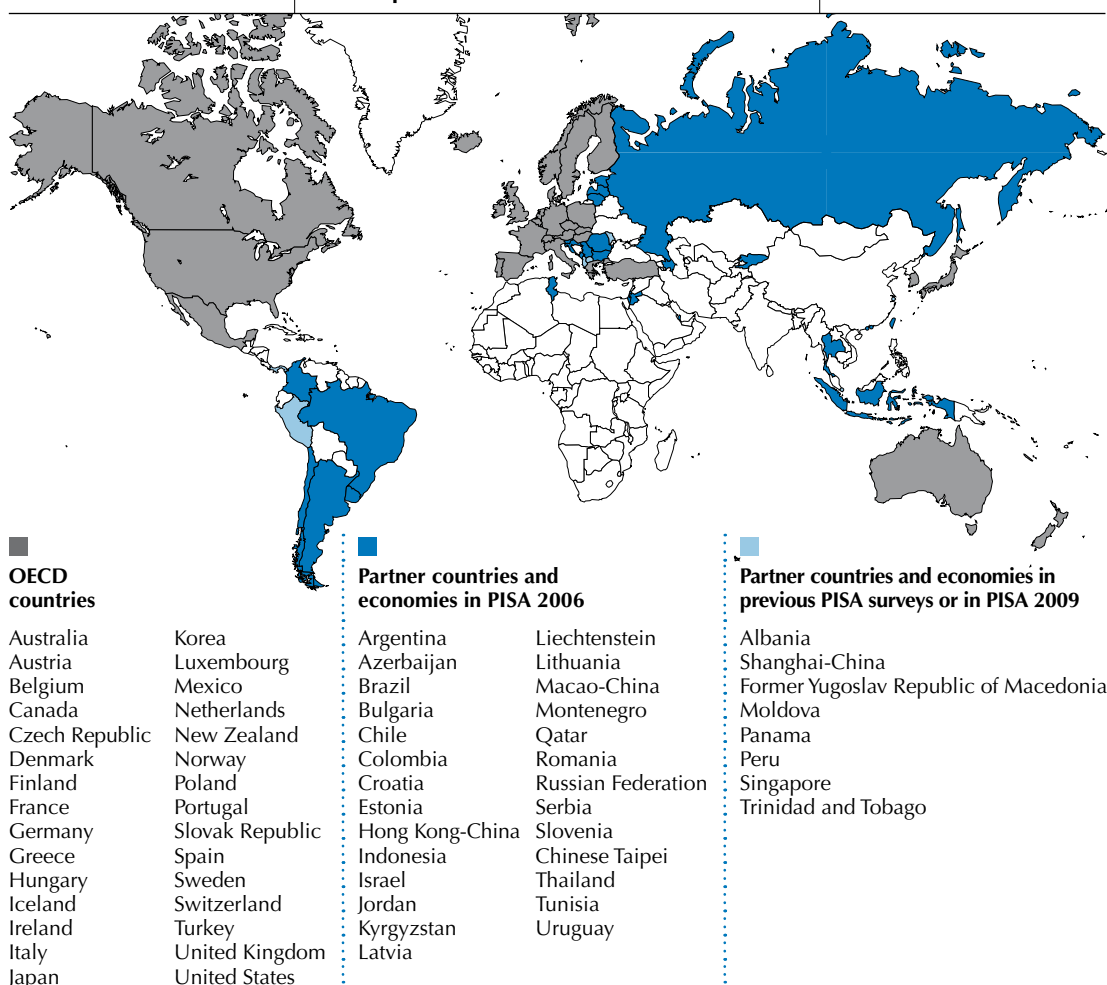 OECD
countries
Australia
Austria
Belgium
Canada
Czech Republic
Denmark
Finland
France
Germany
Greece
Hungary
Iceland
Ireland
Italy
Japan
Korea
Luxembourg
Mexico
Netherlands
New Zealand
Norway
Poland
Portugal
Slovak Republic
Spain
Sweden
Switzerland
Turkey
United Kingdom
United States
Partner countries and
economies in PISA 2006
Argentina
Azerbaijan
Brazil
Bulgaria
Chile
Colombia
Croatia
Estonia
Hong Kong-China
Indonesia
Israel
Jordan
Kyrgyzstan
Latvia
Liechtenstein
Lithuania
Macao-China
Montenegro
Qatar
Romania
Russian Federation
Serbia
Slovenia
Chinese Taipei
Thailand
Tunisia
Uruguay
Partner countries and economies in
previous PISA surveys or in PISA 2009
Albania
Shanghai-China
Former Yugoslav Republic of Macedonia
Moldova
Panama
Peru
Singapore
Trinidad and Tobago